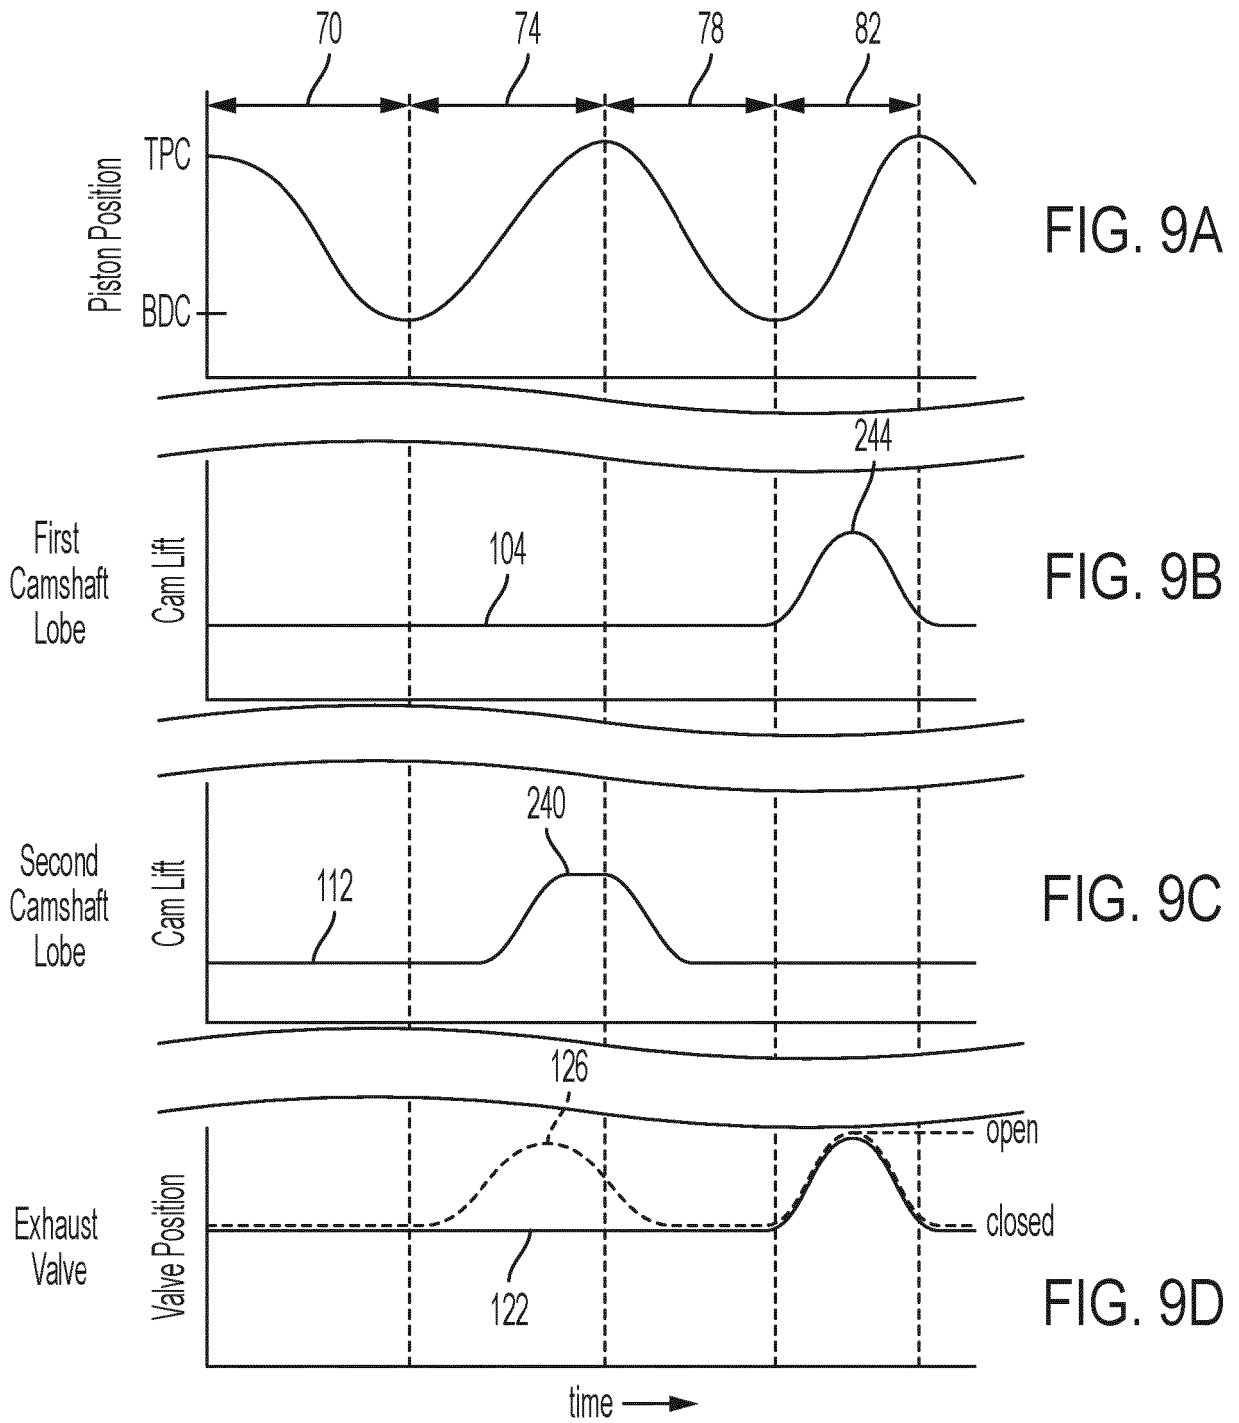 70 74 78 82
TPC
Piston Position
BDC
FIG. 9A
244
First
Camshaft
Lobe
Cam Lift
104
FIG. 9B
240
Second
Camshaft
Lobe
Cam Lift
112
FIG. 9C
126
open
Exhaust
Valve
Valve Position
closed
122
FIG. 9D
time